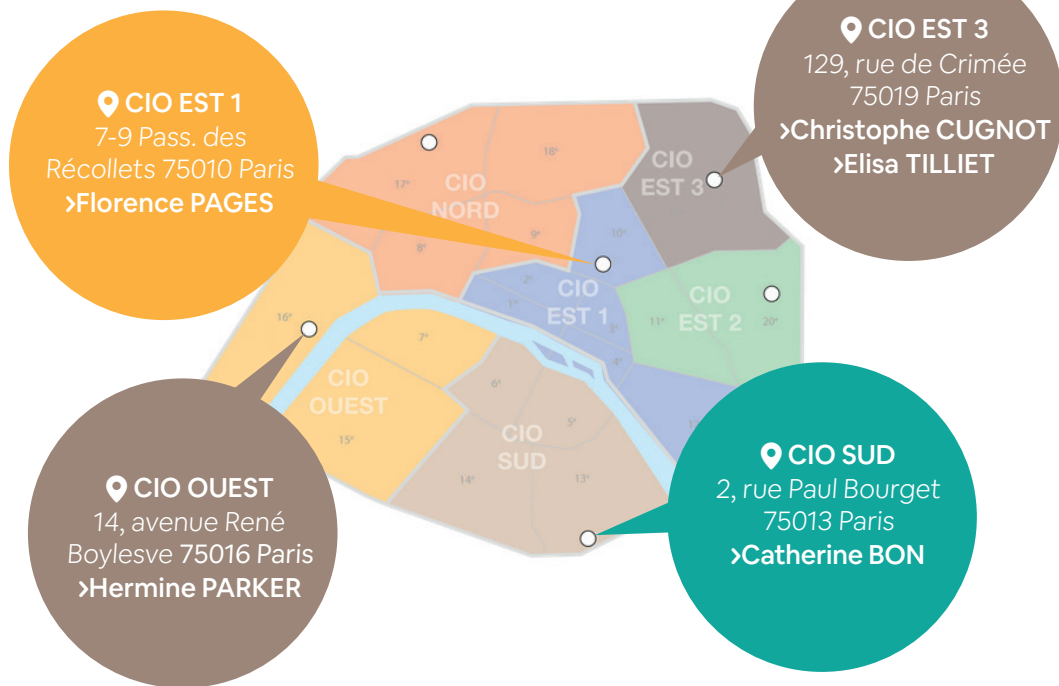 CIO EST 3
129, rue de Crimée
75019 Paris
>Christophe CUGNOT
>Elisa TILLIET
CIO EST 1
7-9 Pass. des
Récollets 75010 Paris
>Florence PAGES
18ᵉ
17ᵉ
CIO
NORD
CIO
EST 3
10ᵉ
9ᵉ
8ᵉ
2ᵉ
1ᵉ
CIO
EST 1
3ᵉ
4ᵉ
11ᵉ
CIO
EST 2
20ᵉ
16ᵉ
7ᵉ
CIO
OUEST
15ᵉ
6ᵉ
5ᵉ
CIO
SUD
14ᵉ
13ᵉ
CIO OUEST
14, avenue René
Boylesve 75016 Paris
>Hermine PARKER
CIO SUD
2, rue Paul Bourget
75013 Paris
>Catherine BON